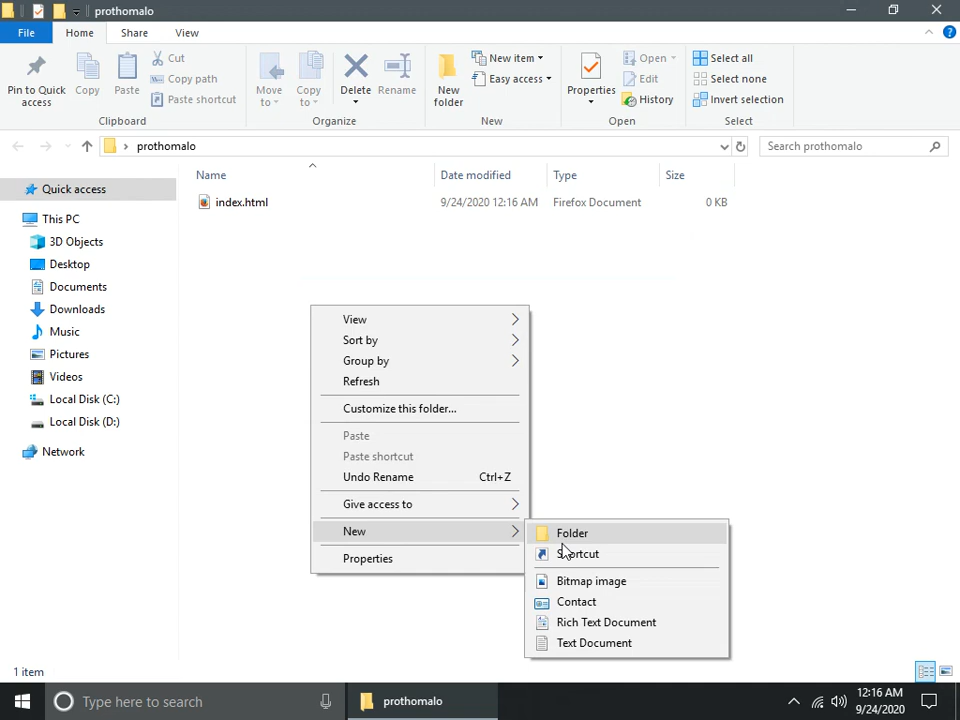 prothomalo
File Home Share View
Pin to Quick access
Copy
Paste
Cut
Copy path
Paste shortcut
Clipboard
Move to
Copy to
Delete
Rename
Organize
New folder
New item
Easy access
New
Properties
Open
Edit
History
Open
Select all
Select none
Invert selection
Select
prothomalo
Search prothomalo
Name Date modified Type Size
index.html 9/24/2020 12:16 AM Firefox Document 0 KB
Quick access
This PC
3D Objects
Desktop
Documents
Downloads
Music
Pictures
Videos
Local Disk (C:)
Local Disk (D:)
Network
View
Sort by
Group by
Refresh
Customize this folder...
Paste
Paste shortcut
Undo Rename Ctrl+Z
Give access to
New
Properties
Folder
Shortcut
Bitmap image
Contact
Rich Text Document
Text Document
1 item
Type here to search
prothomalo
12:16 AM
9/24/2020